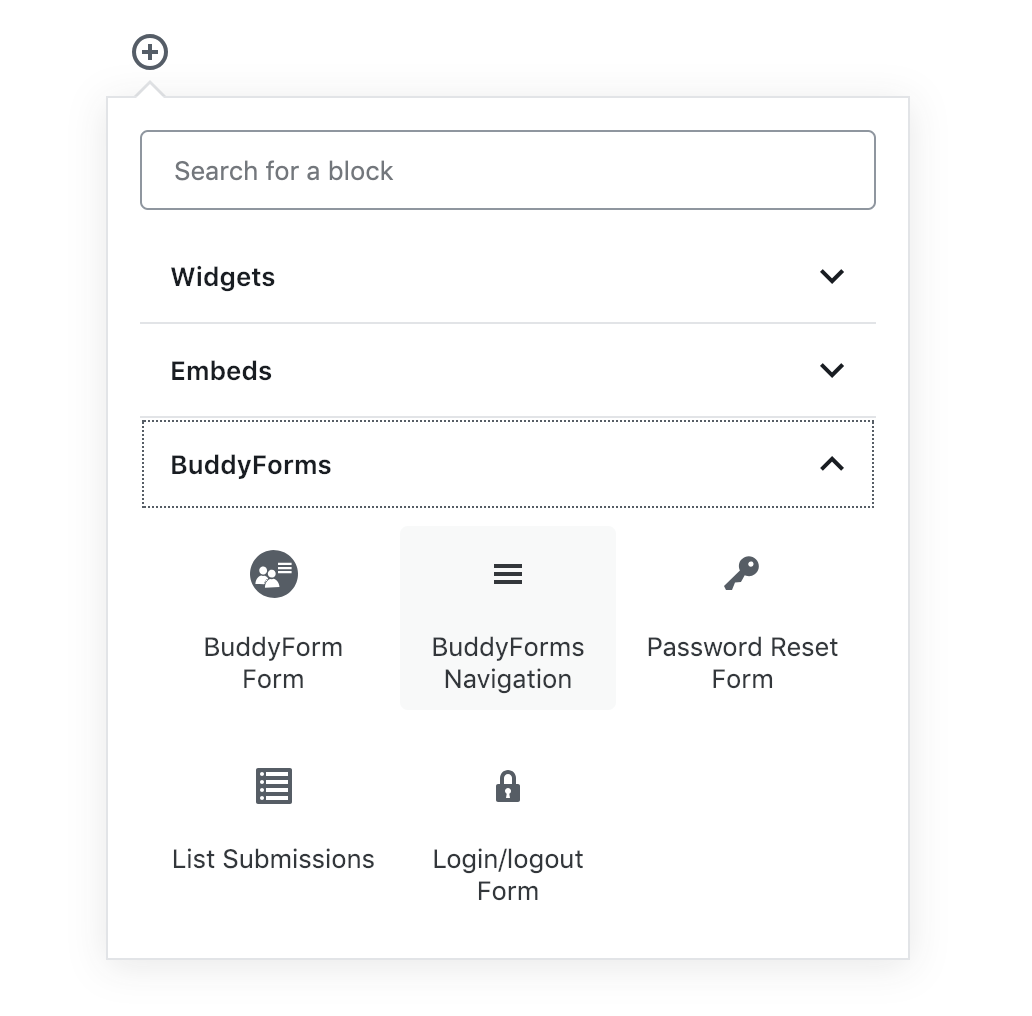 Search for a block
Widgets
Embeds
BuddyForms
BuddyForm
Form
BuddyForms
Navigation
Password Reset
Form
List Submissions
Login/logout
Form